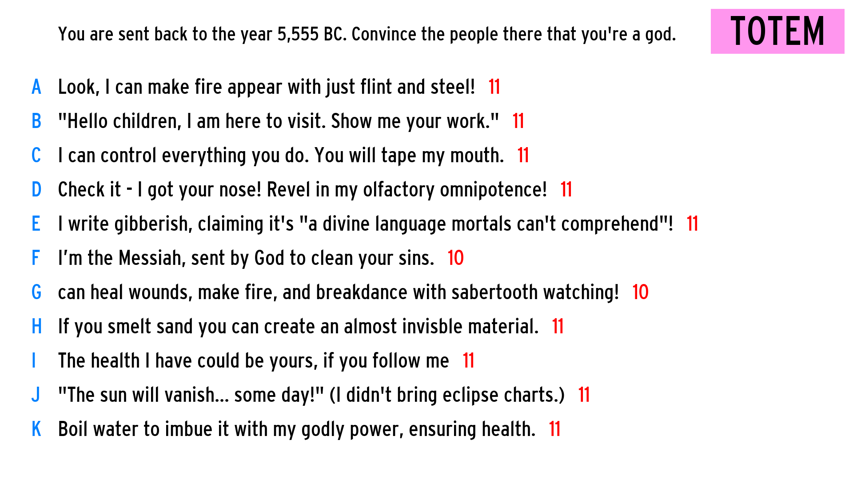 You are sent back to the year 5,555 BC. Convince the people there that you're a god.
TOTEM
A Look, I can make fire appear with just flint and steel! 11
B "Hello children, I am here to visit. Show me your work." 11
C I can control everything you do. You will tape my mouth. 11
D Check it - I got your nose! Revel in my olfactory omnipotence! 11
E I write gibberish, claiming it's "a divine language mortals can't comprehend"! 11
F I’m the Messiah, sent by God to clean your sins. 10
G can heal wounds, make fire, and breakdance with sabertooth watching! 10
H If you smelt sand you can create an almost invisble material. 11
I The health I have could be yours, if you follow me 11
J "The sun will vanish... some day!" (I didn't bring eclipse charts.) 11
K Boil water to imbue it with my godly power, ensuring health. 11